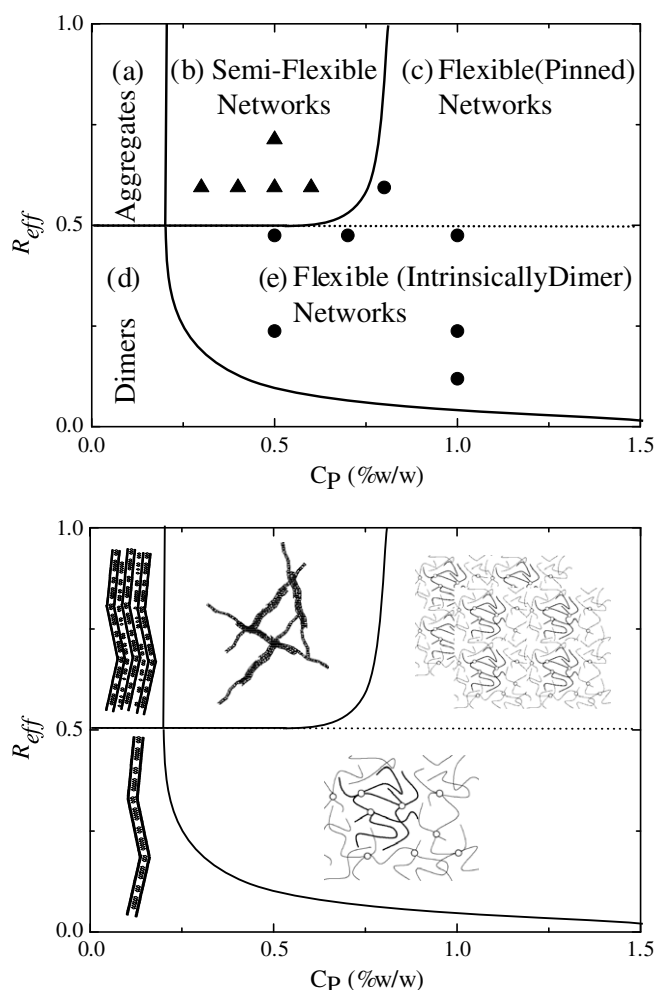 1.0
(a)
(b) Semi-Flexible
Networks
(c) Flexible(Pinned)
Networks
Aggregates
R_eff
0.5
(d)
(e) Flexible (IntrinsicallyDimer)
Networks
Dimers
0.0
0.0 0.5 1.0 1.5
C_P (%w/w)
1.0
R_eff
0.5
0.0
0.0 0.5 1.0 1.5
C_P (%w/w)